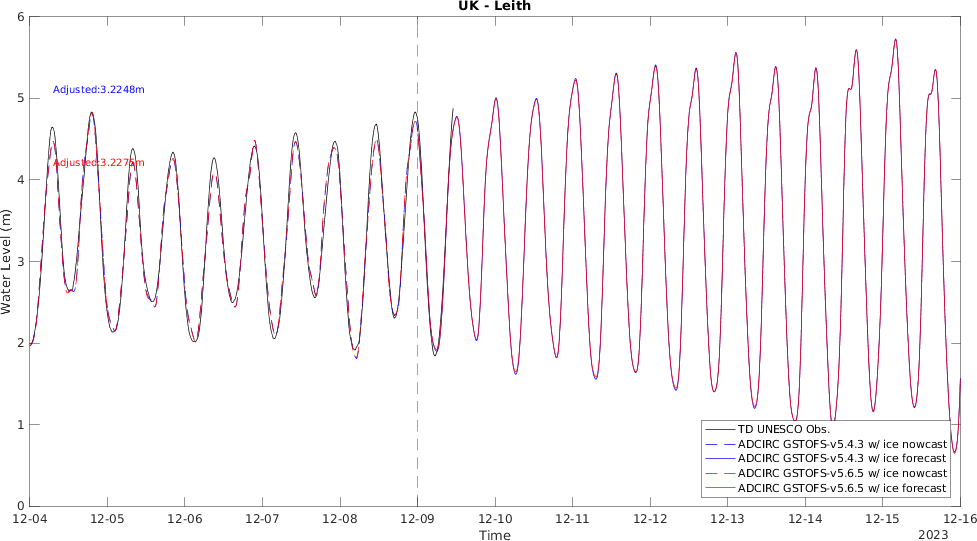 UK - Leith
6
5
4
3
2
1
0
Water Level (m)
Adjusted:3.2248m
Adjusted:3.2275m
TD UNESCO Obs.
ADCIRC GSTOFS-v5.4.3 w/ ice nowcast
ADCIRC GSTOFS-v5.4.3 w/ ice forecast
ADCIRC GSTOFS-v5.6.5 w/ ice nowcast
ADCIRC GSTOFS-v5.6.5 w/ ice forecast
12-04 12-05 12-06 12-07 12-08 12-09 12-10 12-11 12-12 12-13 12-14 12-15 12-16
Time
2023